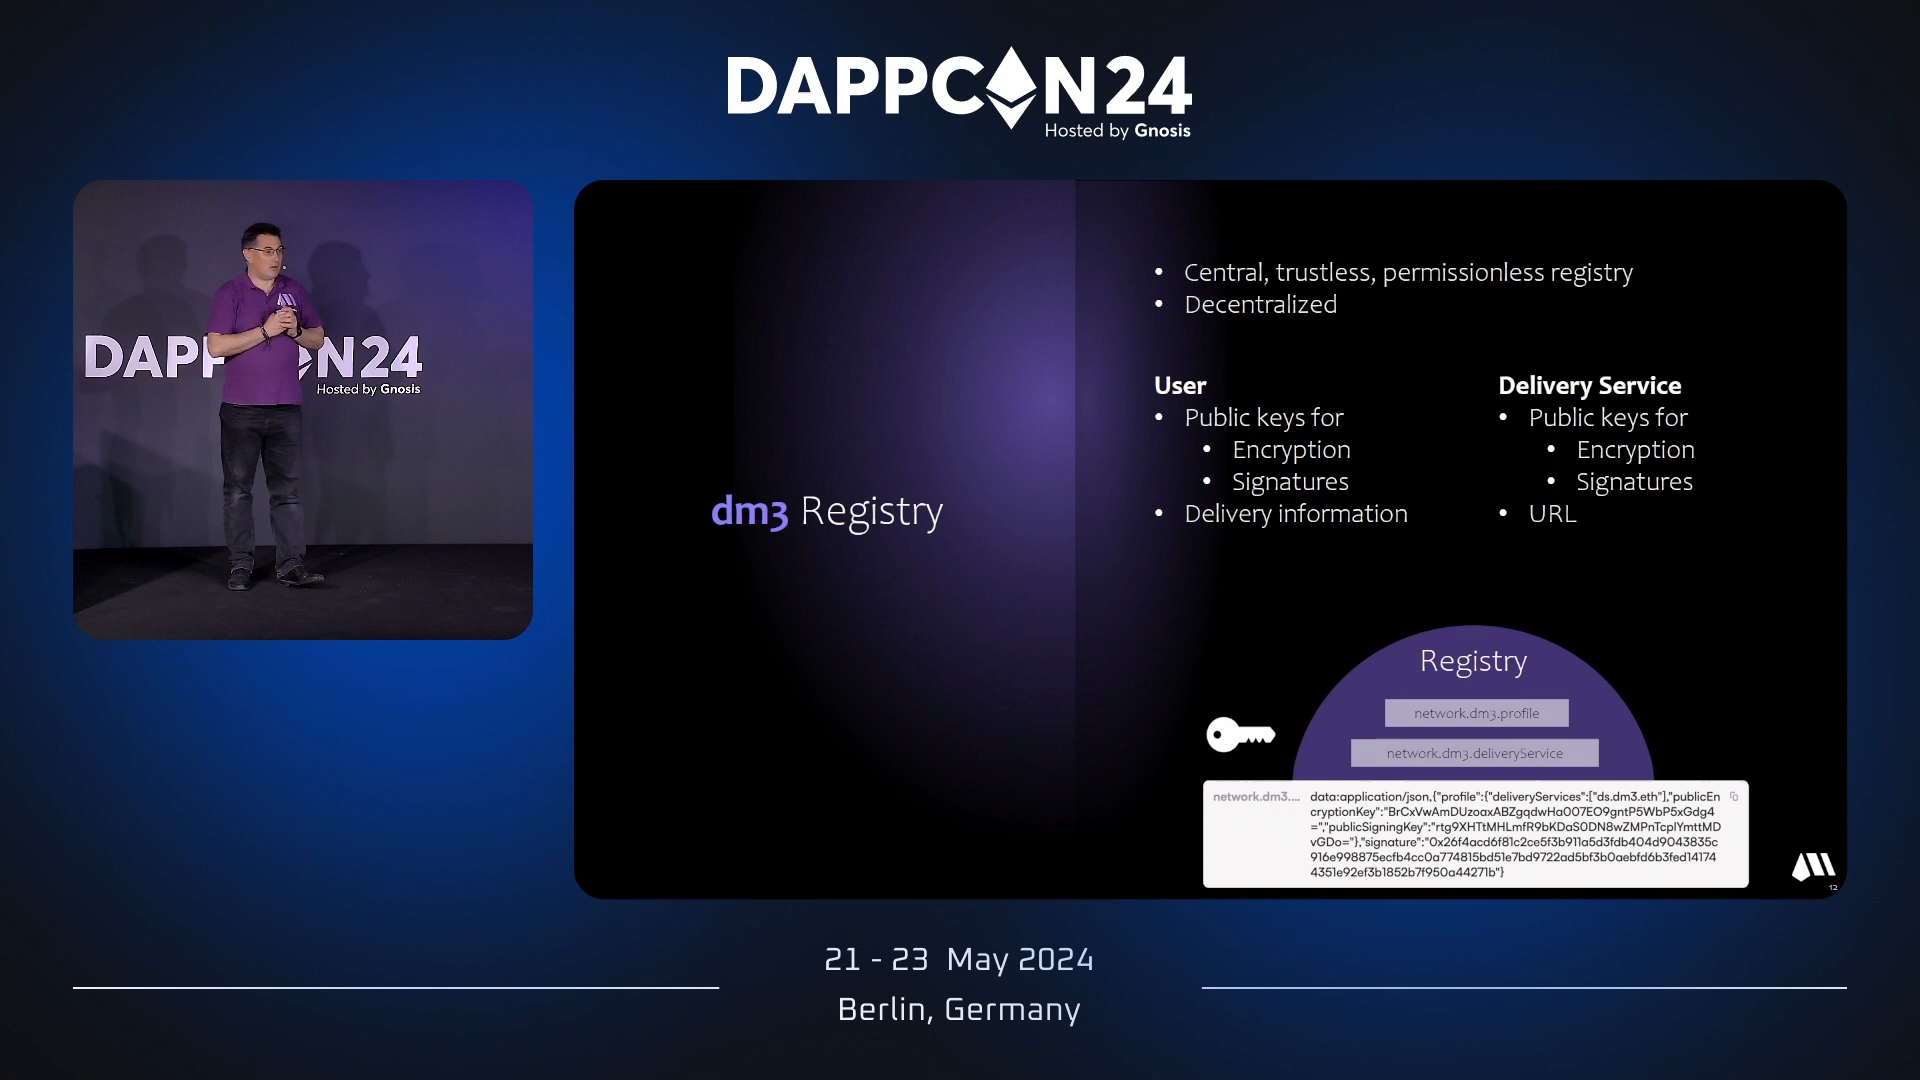 DAPPCON24
Hosted by Gnosis
DAPP N24
Hosted by Gnosis
dm3 Registry
• Central, trustless, permissionless registry
• Decentralized
User
• Public keys for
• Encryption
• Signatures
• Delivery information
Delivery Service
• Public keys for
• Encryption
• Signatures
• URL
Registry
network.dm3.profile
network.dm3.deliveryService
network.dm3....
data:application/json,{"profile":{"deliveryServices":["ds.dm3.eth"],"publicEn
cryptionKey":"BrCxVwAmDUzoaxABZgqdwHa007EO9gntP5WbP5xGdg4
=","publicSigningKey":"rtg9XHTtMHLmfR9bKDaS0DN8wZMPnTcplYmttMD
vGDo="},"signature":"0x26f4acd6f81c2ce5f3b911a5d3fdb404d9043835c
916e998875ecfb4cc0a774815bd51e7bd9722ad5bf3b0aebfd6b3fed14174
4351e92ef3b1852b7f950a44271b"}
12
21 - 23 May 2024
Berlin, Germany